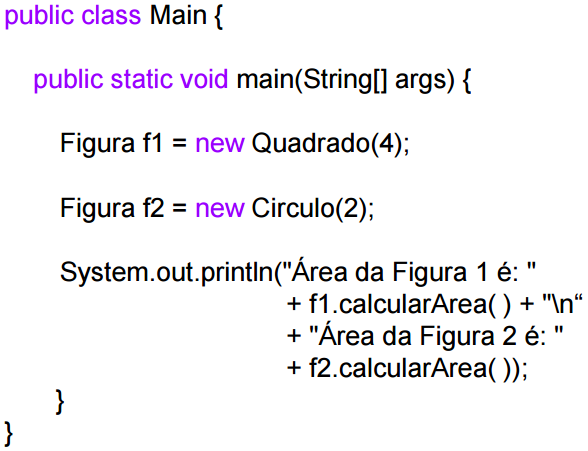 public class Main {
public static void main(String[] args) {
Figura f1 = new Quadrado(4);
Figura f2 = new Circulo(2);
System.out.println("Área da Figura 1 é: "
+ f1.calcularArea( ) + "\n“
+ "Área da Figura 2 é: "
+ f2.calcularArea( ));
}
}